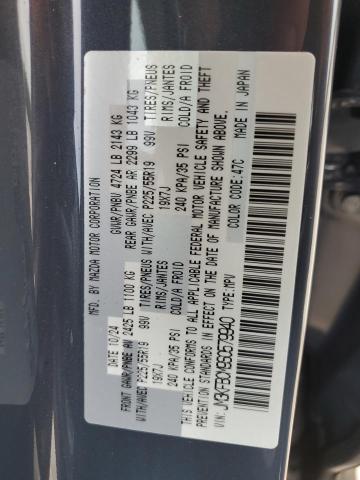 MFD. BY MAZDA MOTOR CORPORATION
DATE 10/24 GVWR/PNBV 4724 LB 2143 KG
FRONT GAWR/PNBE AV 2425 LB 1100 KG REAR GAWR/PNBE AR 2299 LB 1043 KG
WITH/AVEC P225/55R19 99V TIRES/PNEUS WITH/AVEC P225/55R19 99V TIRES/PNEUS
19X7J RIMS/JANTES 19X7J RIMS/JANTES
240 KPA/35 PSI COLD/A FROID 240 KPA/35 PSI COLD/A FROID
THIS VEHICLE CONFORMS TO ALL APPLICABLE FEDERAL MOTOR VEHICLE SAFETY AND THEFT
PREVENTION STANDARDS IN EFFECT ON THE DATE OF MANUFACTURE SHOWN ABOVE.
VIN: TYPE:MPV COLOR CODE:47C MADE IN JAPAN